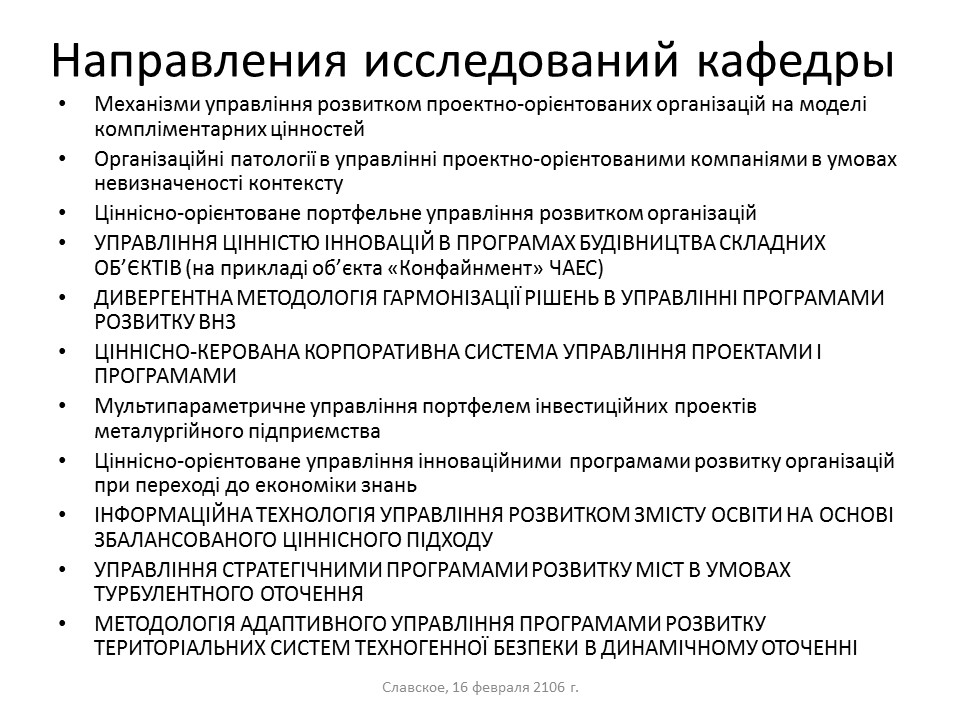 Направления исследований кафедры
• Механізми управління розвитком проектно-орієнтованих організацій на моделі
компліментарних цінностей
• Організаційні патології в управлінні проектно-орієнтованими компаніями в умовах
невизначеності контексту
• Ціннісно-орієнтоване портфельне управління розвитком організацій
• УПРАВЛІННЯ ЦІННІСТЮ ІННОВАЦІЙ В ПРОГРАМАХ БУДІВНИЦТВА СКЛАДНИХ
ОБ’ЄКТІВ (на прикладі об’єкта «Конфайнмент» ЧАЕС)
• ДИВЕРГЕНТНА МЕТОДОЛОГІЯ ГАРМОНІЗАЦІЇ РІШЕНЬ В УПРАВЛІННІ ПРОГРАМАМИ
РОЗВИТКУ ВНЗ
• ЦІННІСНО-КЕРОВАНА КОРПОРАТИВНА СИСТЕМА УПРАВЛІННЯ ПРОЕКТАМИ І
ПРОГРАМАМИ
• Мультипараметричне управління портфелем інвестиційних проектів
металургійного підприємства
• Ціннісно-орієнтоване управління інноваційними програмами розвитку організацій
при переході до економіки знань
• ІНФОРМАЦІЙНА ТЕХНОЛОГІЯ УПРАВЛІННЯ РОЗВИТКОМ ЗМІСТУ ОСВІТИ НА ОСНОВІ
ЗБАЛАНСОВАНОГО ЦІННІСНОГО ПІДХОДУ
• УПРАВЛІННЯ СТРАТЕГІЧНИМИ ПРОГРАМАМИ РОЗВИТКУ МІСТ В УМОВАХ
ТУРБУЛЕНТНОГО ОТОЧЕННЯ
• МЕТОДОЛОГІЯ АДАПТИВНОГО УПРАВЛІННЯ ПРОГРАМАМИ РОЗВИТКУ
ТЕРИТОРІАЛЬНИХ СИСТЕМ ТЕХНОГЕННОЇ БЕЗПЕКИ В ДИНАМІЧНОМУ ОТОЧЕННІ
Славское, 16 февраля 2106 г.